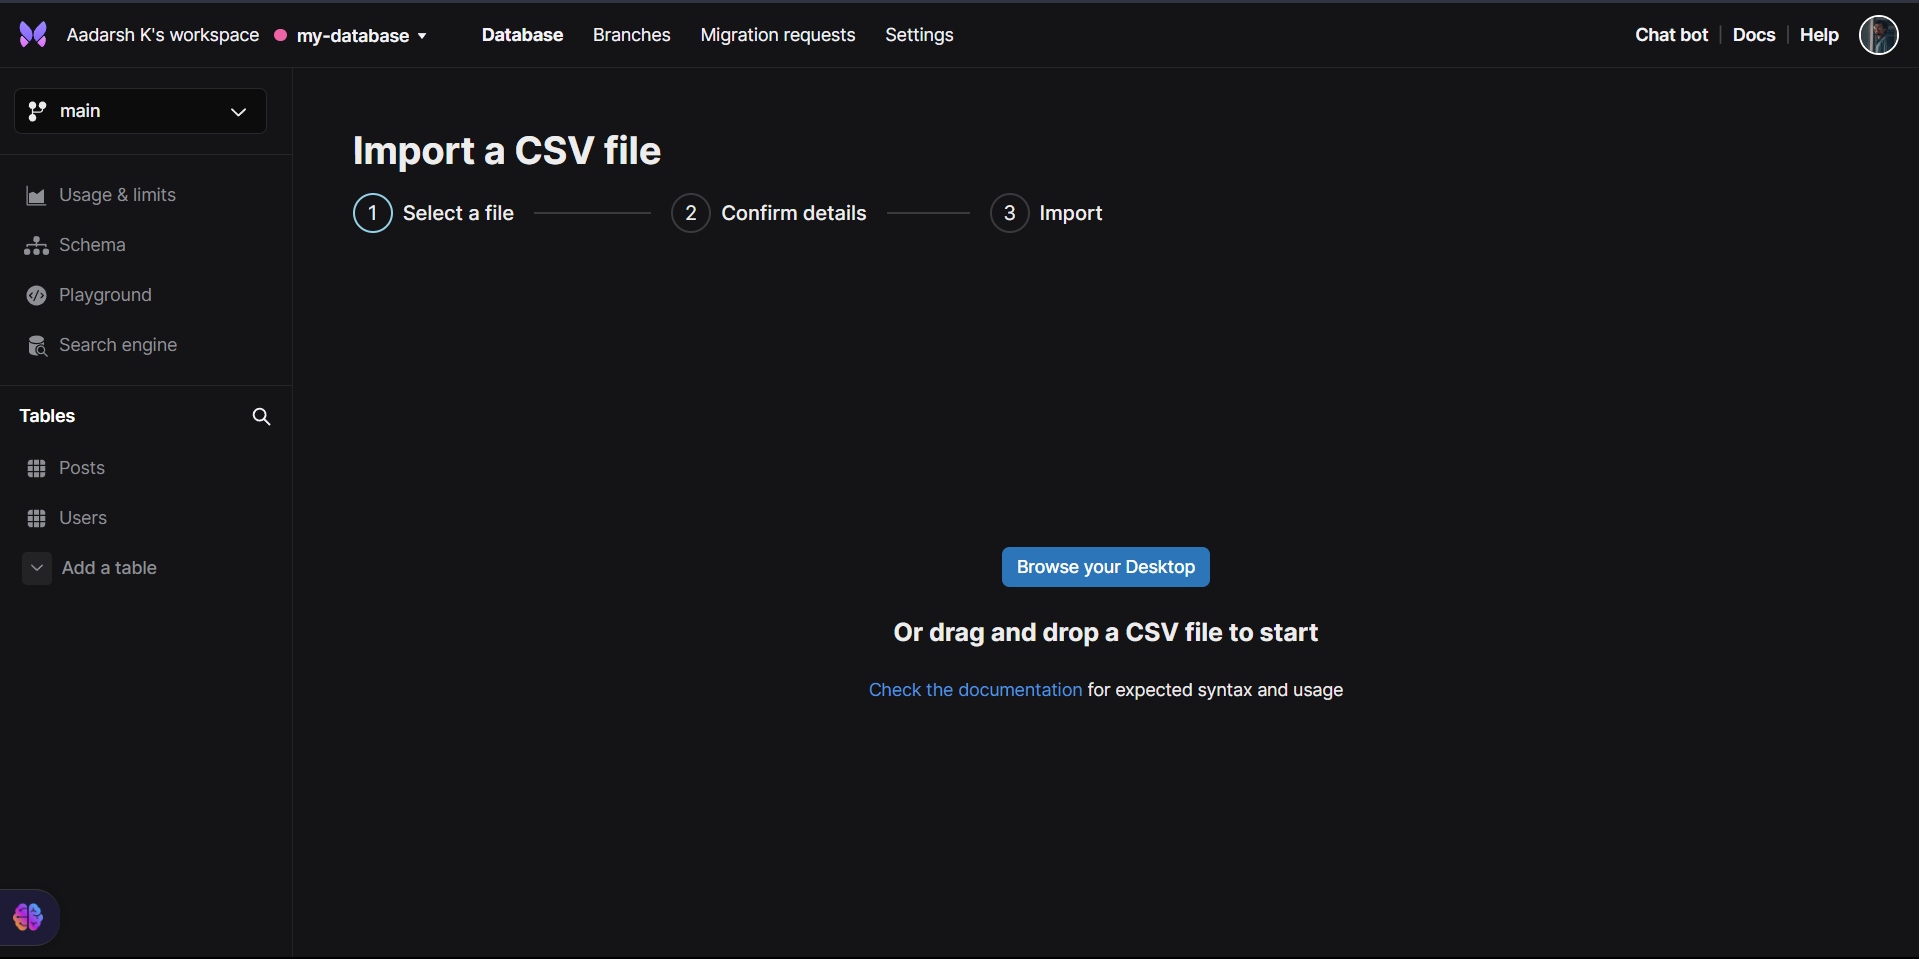 Aadarsh K's workspace my-database Database Branches Migration requests Settings Chat bot Docs Help
main
Usage & limits
Schema
Playground
Search engine
Tables
Posts
Users
Add a table
Import a CSV file
1 Select a file 2 Confirm details 3 Import
Browse your Desktop
Or drag and drop a CSV file to start
Check the documentation for expected syntax and usage